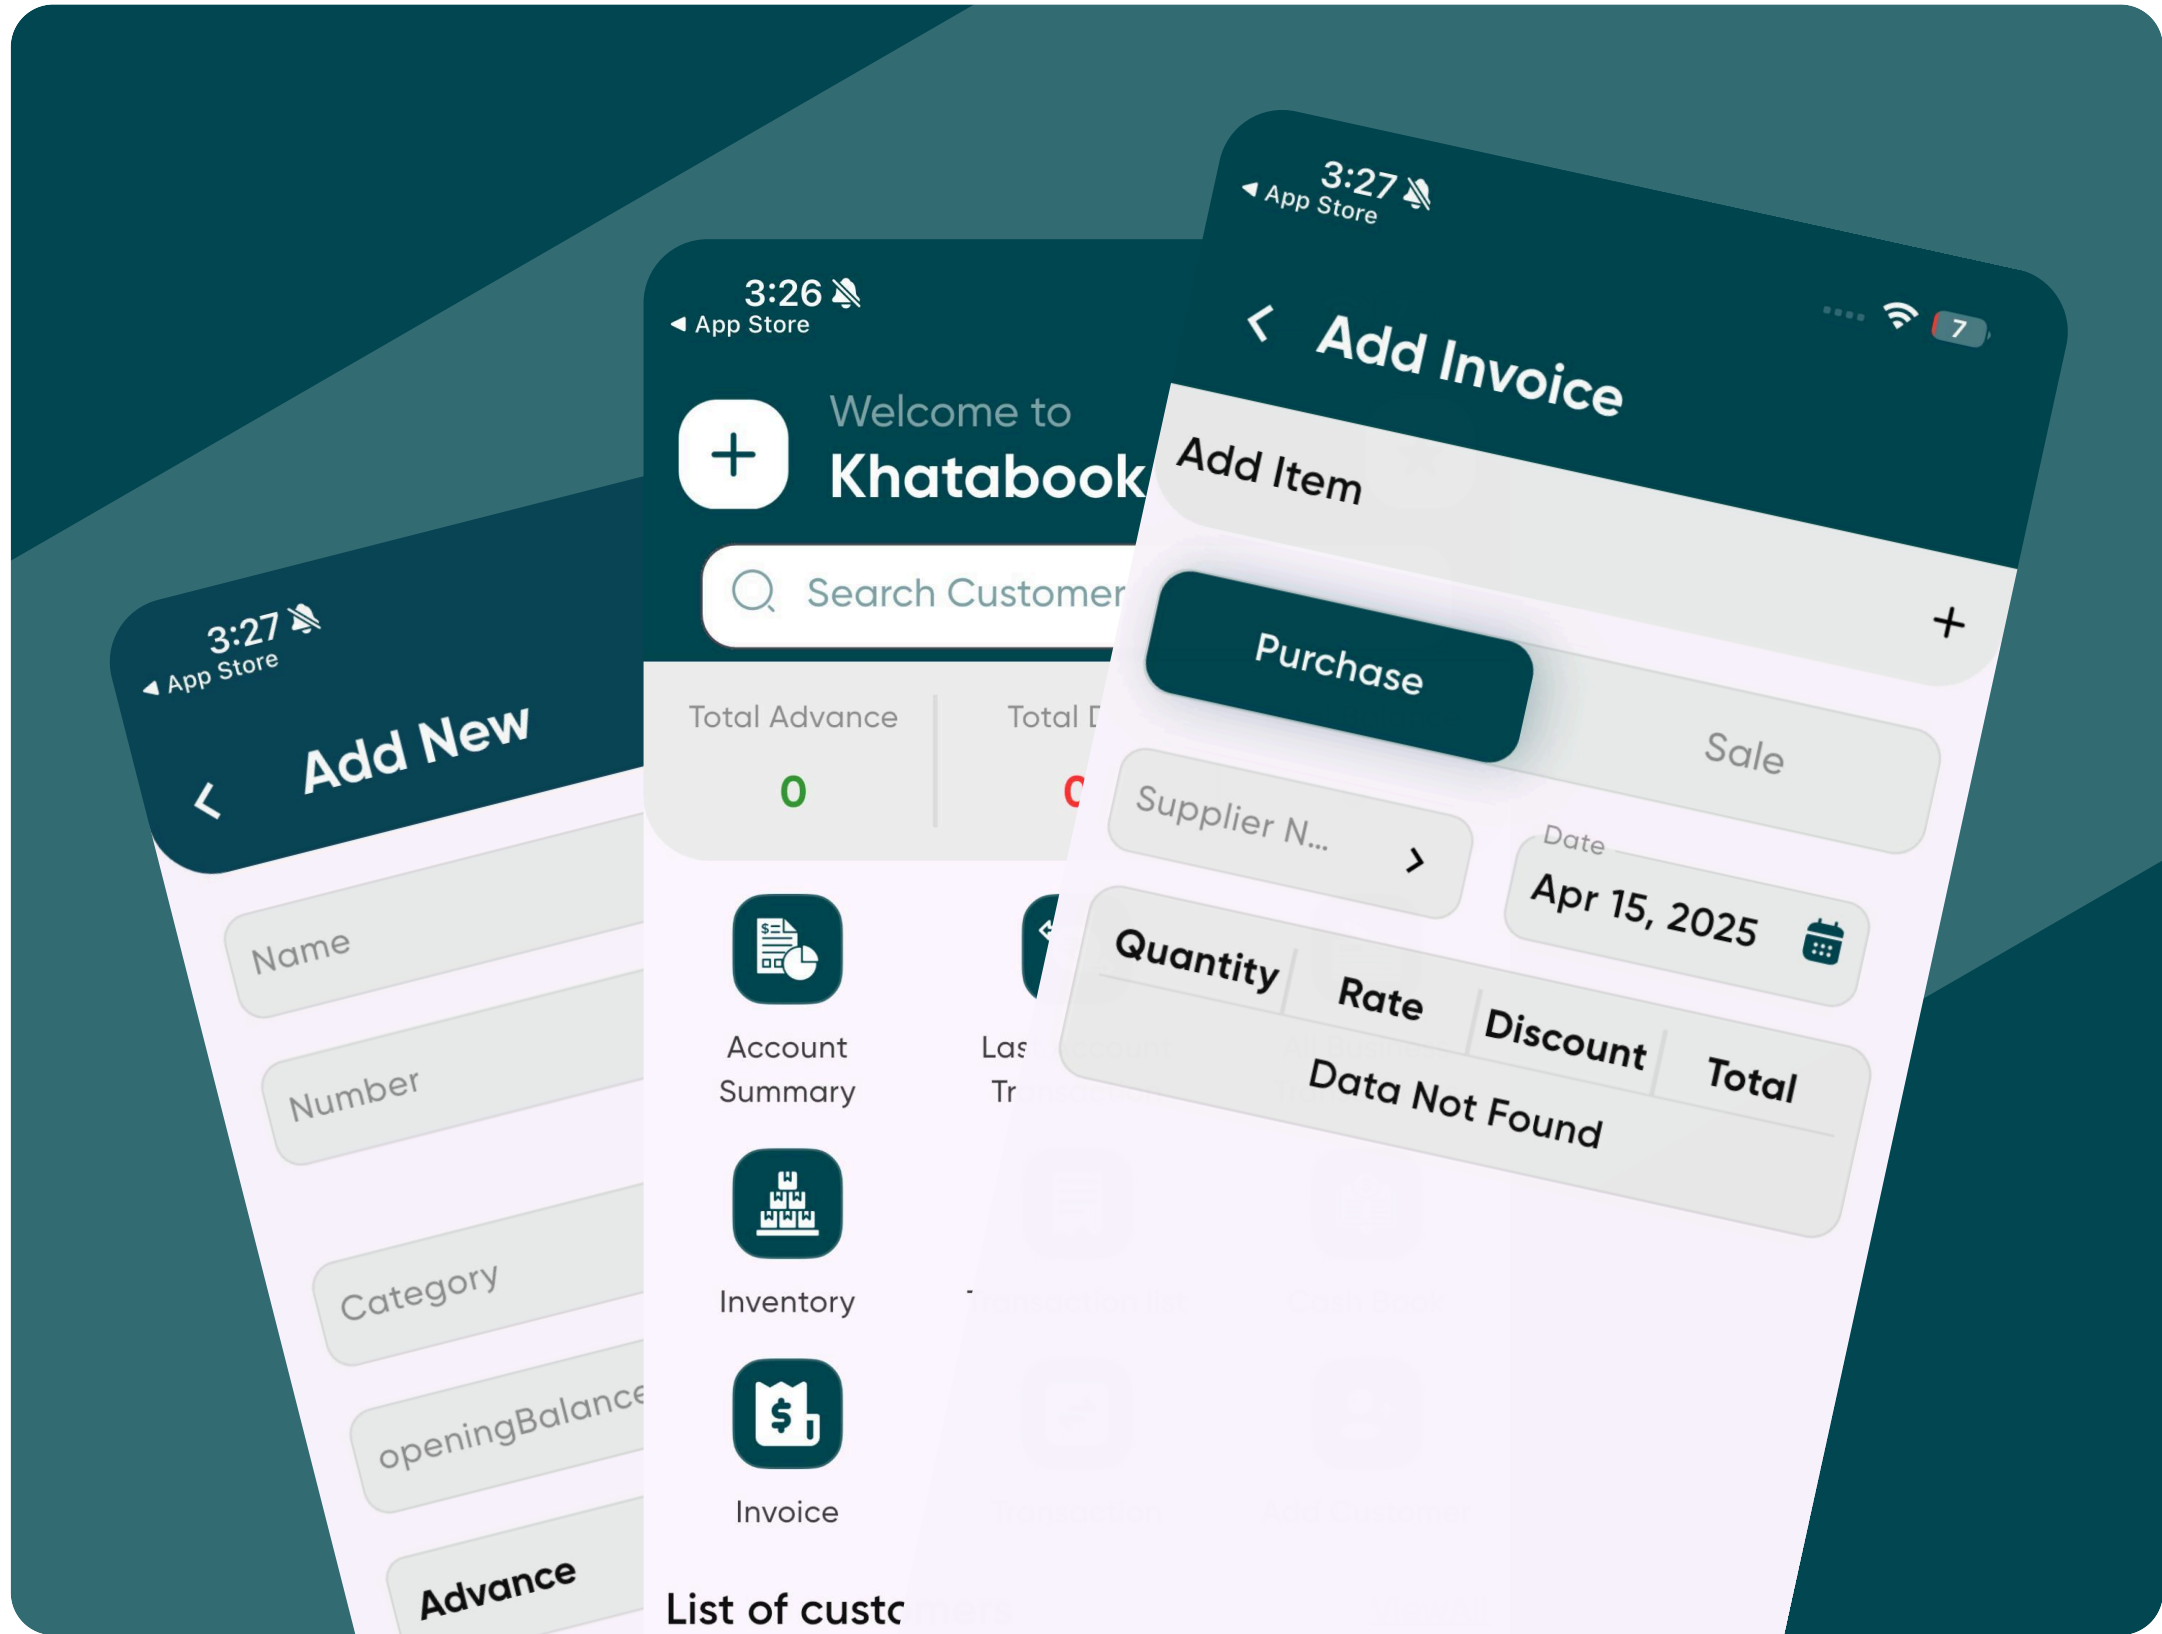 3:27
App Store
Add New
Name
Number
Category
openingBalance
Advance
3:26
App Store
Welcome to
Khatabook
Search Customer
Total Advance
Total
0
0
Account
Summary
Inventory
Invoice
List of
3:27
App Store
7
Add Invoice
Add Item
Purchase
Sale
Supplier N...
Date
Apr 15, 2025
Quantity Rate Discount Total
Data Not Found